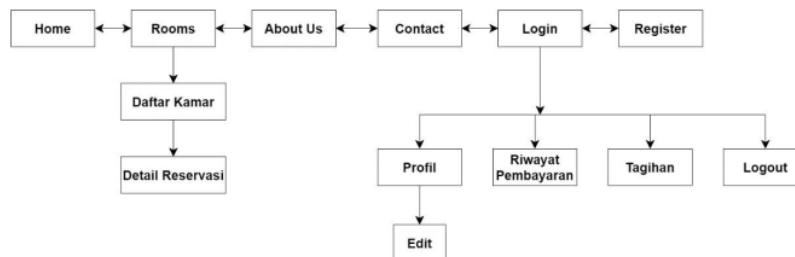 Home
Rooms
About Us
Contact
Login
Register
Daftar Kamar
Detail Reservasi
Profil
Riwayat
Pembayaran
Tagihan
Logout
Edit